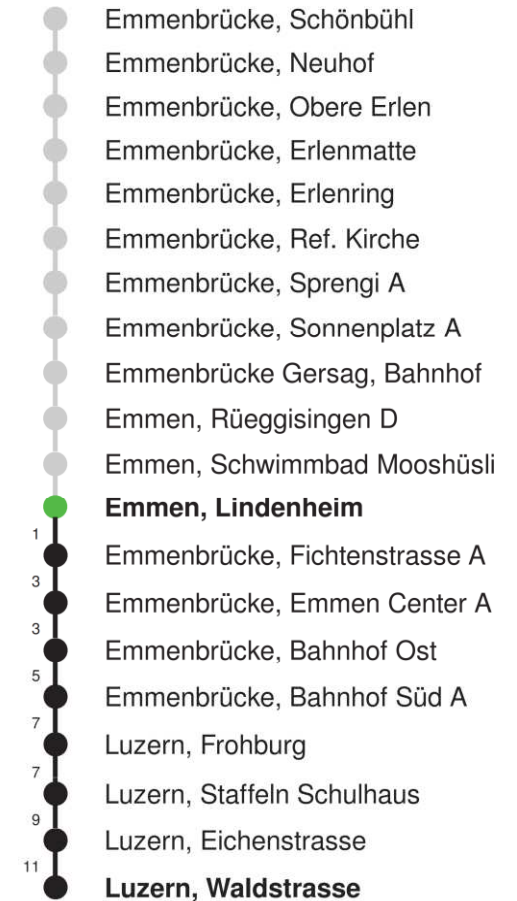 Emmenbrücke, Schönbühl
Emmenbrücke, Neuhof
Emmenbrücke, Obere Erlen
Emmenbrücke, Erlenmatte
Emmenbrücke, Erlenring
Emmenbrücke, Ref. Kirche
Emmenbrücke, Sprengi A
Emmenbrücke, Sonnenplatz A
Emmenbrücke Gersag, Bahnhof
Emmen, Rüeggisingen D
Emmen, Schwimmbad Mooshüsli
Emmen, Lindenheim
1 Emmenbrücke, Fichtenstrasse A
3 Emmenbrücke, Emmen Center A
3 Emmenbrücke, Bahnhof Ost
5 Emmenbrücke, Bahnhof Süd A
7 Luzern, Frohburg
7 Luzern, Staffeln Schulhaus
9 Luzern, Eichenstrasse
11 Luzern, Waldstrasse